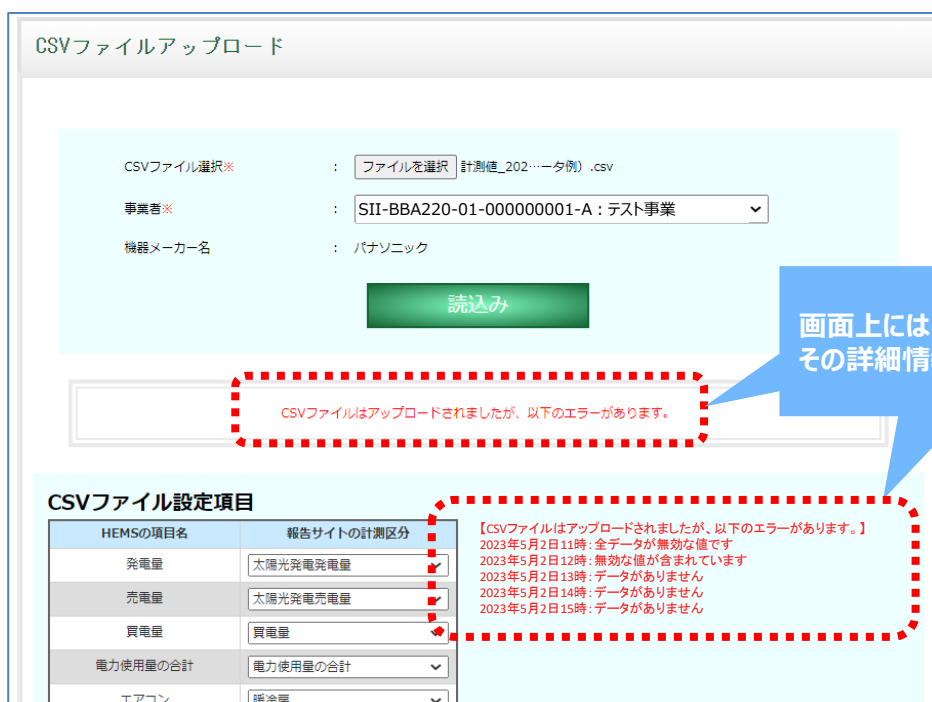 CSVファイルアップロード
CSVファイル選択※ : ファイルを選択 計測値_202…ータ例）.csv
事業者※ : SII-BBA220-01-000000001-A：テスト事業
機器メーカー名 : パナソニック
読込み
画面上には
その詳細情
CSVファイルはアップロードされましたが、以下のエラーがあります。
CSVファイル設定項目
HEMSの項目名 報告サイトの計測区分
発電量 太陽光発電発電量
売電量 太陽光発電売電量
買電量 買電量
電力使用量の合計 電力使用量の合計
エアコン 暖冷房
【CSVファイルはアップロードされましたが、以下のエラーがあります。】
2023年5月2日11時：全データが無効な値です
2023年5月2日12時：無効な値が含まれています
2023年5月2日13時：データがありません
2023年5月2日14時：データがありません
2023年5月2日15時：データがありません